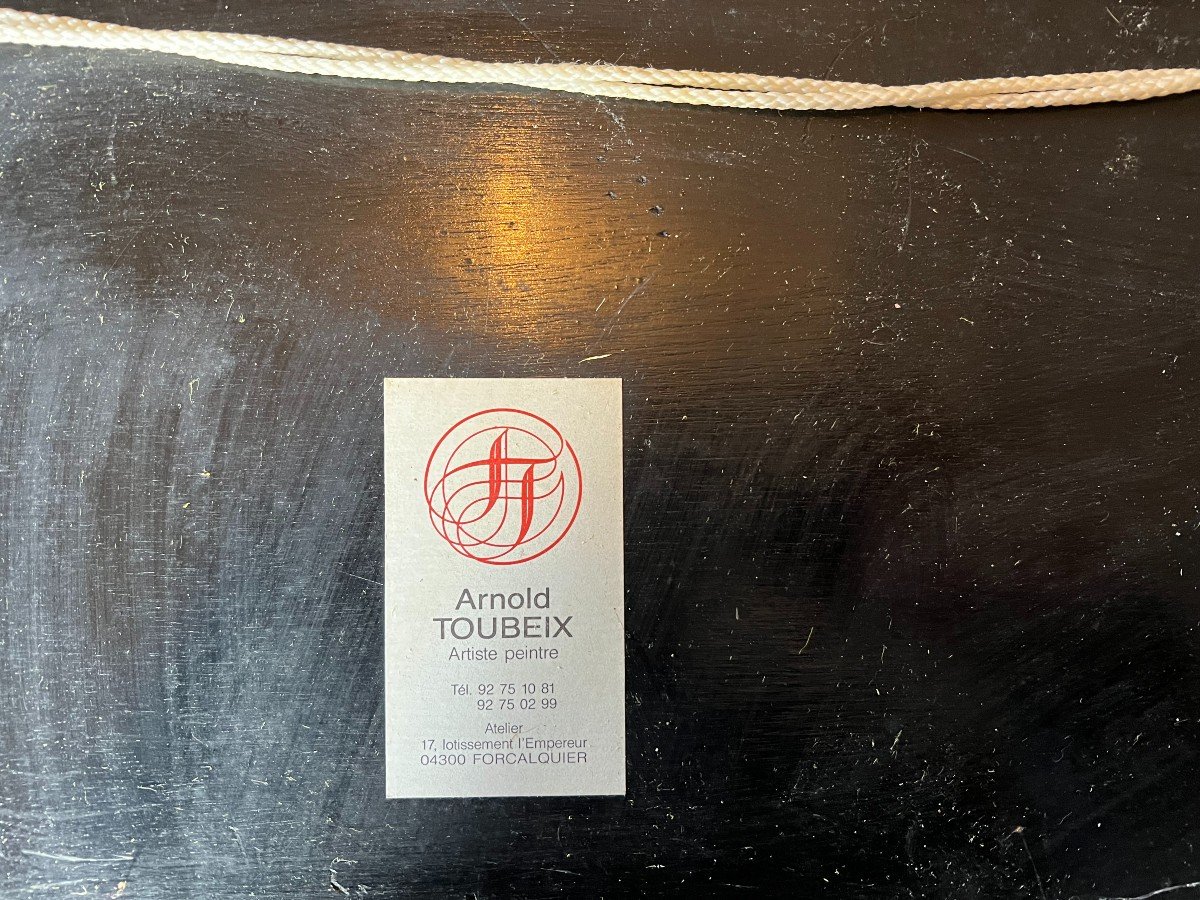 AT
Arnold
TOUBEIX
Artiste peintre
Tél. 92 75 10 81
92 75 02 99
Atelier
17, lotissement l'Empereur
04300 FORCALQUIER